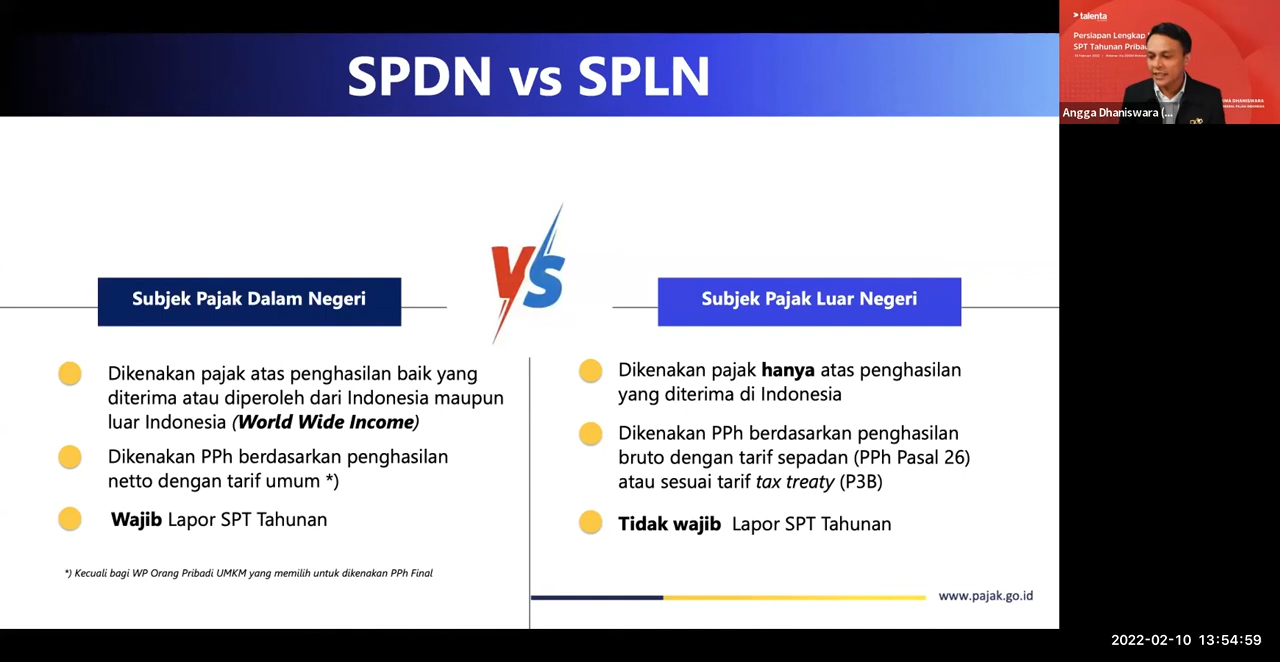 SPDN vs SPLN
VS
Subjek Pajak Dalam Negeri
Dikenakan pajak atas penghasilan baik yang
diterima atau diperoleh dari Indonesia maupun
luar Indonesia (World Wide Income)
Dikenakan PPh berdasarkan penghasilan
netto dengan tarif umum *)
Wajib Lapor SPT Tahunan
*) Kecuali bagi WP Orang Pribadi UMKM yang memilih untuk dikenakan PPh Final
Subjek Pajak Luar Negeri
Dikenakan pajak hanya atas penghasilan
yang diterima di Indonesia
Dikenakan PPh berdasarkan penghasilan
bruto dengan tarif sepadan (PPh Pasal 26)
atau sesuai tarif tax treaty (P3B)
Tidak wajib Lapor SPT Tahunan
www.pajak.go.id
talenta
Persiapan Lengkap
SPT Tahunan Priba
DHANISWARA
Angga Dhaniswara (...
2022-02-10 13:54:59